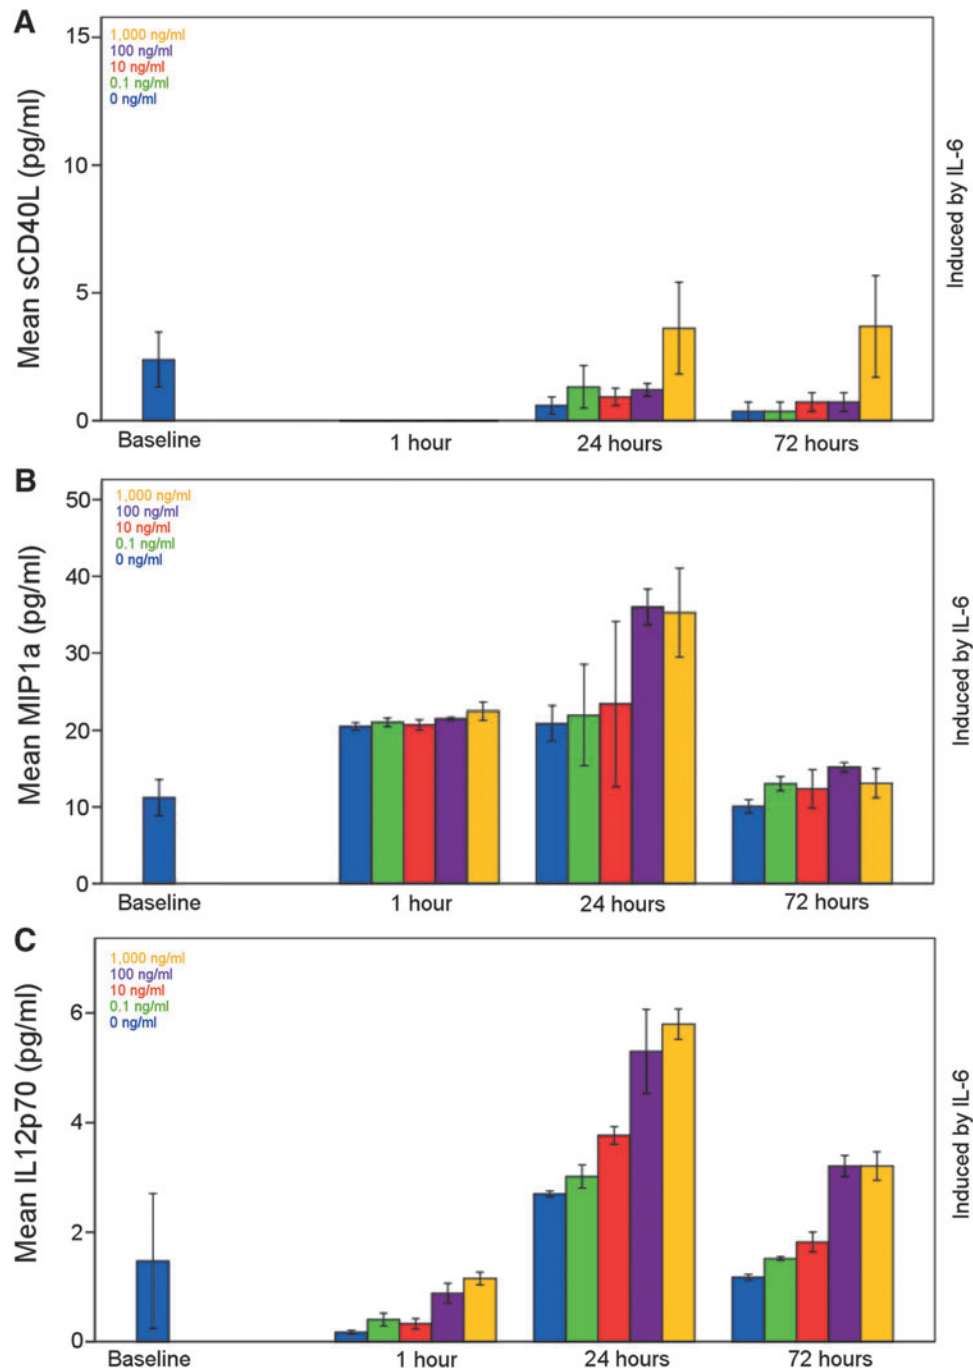 A
Mean sCD40L (pg/ml)
15
10
5
0
1,000 ng/ml
100 ng/ml
10 ng/ml
0.1 ng/ml
0 ng/ml
Baseline
1 hour
24 hours
72 hours
Induced by IL-6
B
Mean MIP1a (pg/ml)
50
40
30
20
10
0
1,000 ng/ml
100 ng/ml
10 ng/ml
0.1 ng/ml
0 ng/ml
Baseline
1 hour
24 hours
72 hours
Induced by IL-6
C
Mean IL12p70 (pg/ml)
6
4
2
0
1,000 ng/ml
100 ng/ml
10 ng/ml
0.1 ng/ml
0 ng/ml
Baseline
1 hour
24 hours
72 hours
Induced by IL-6